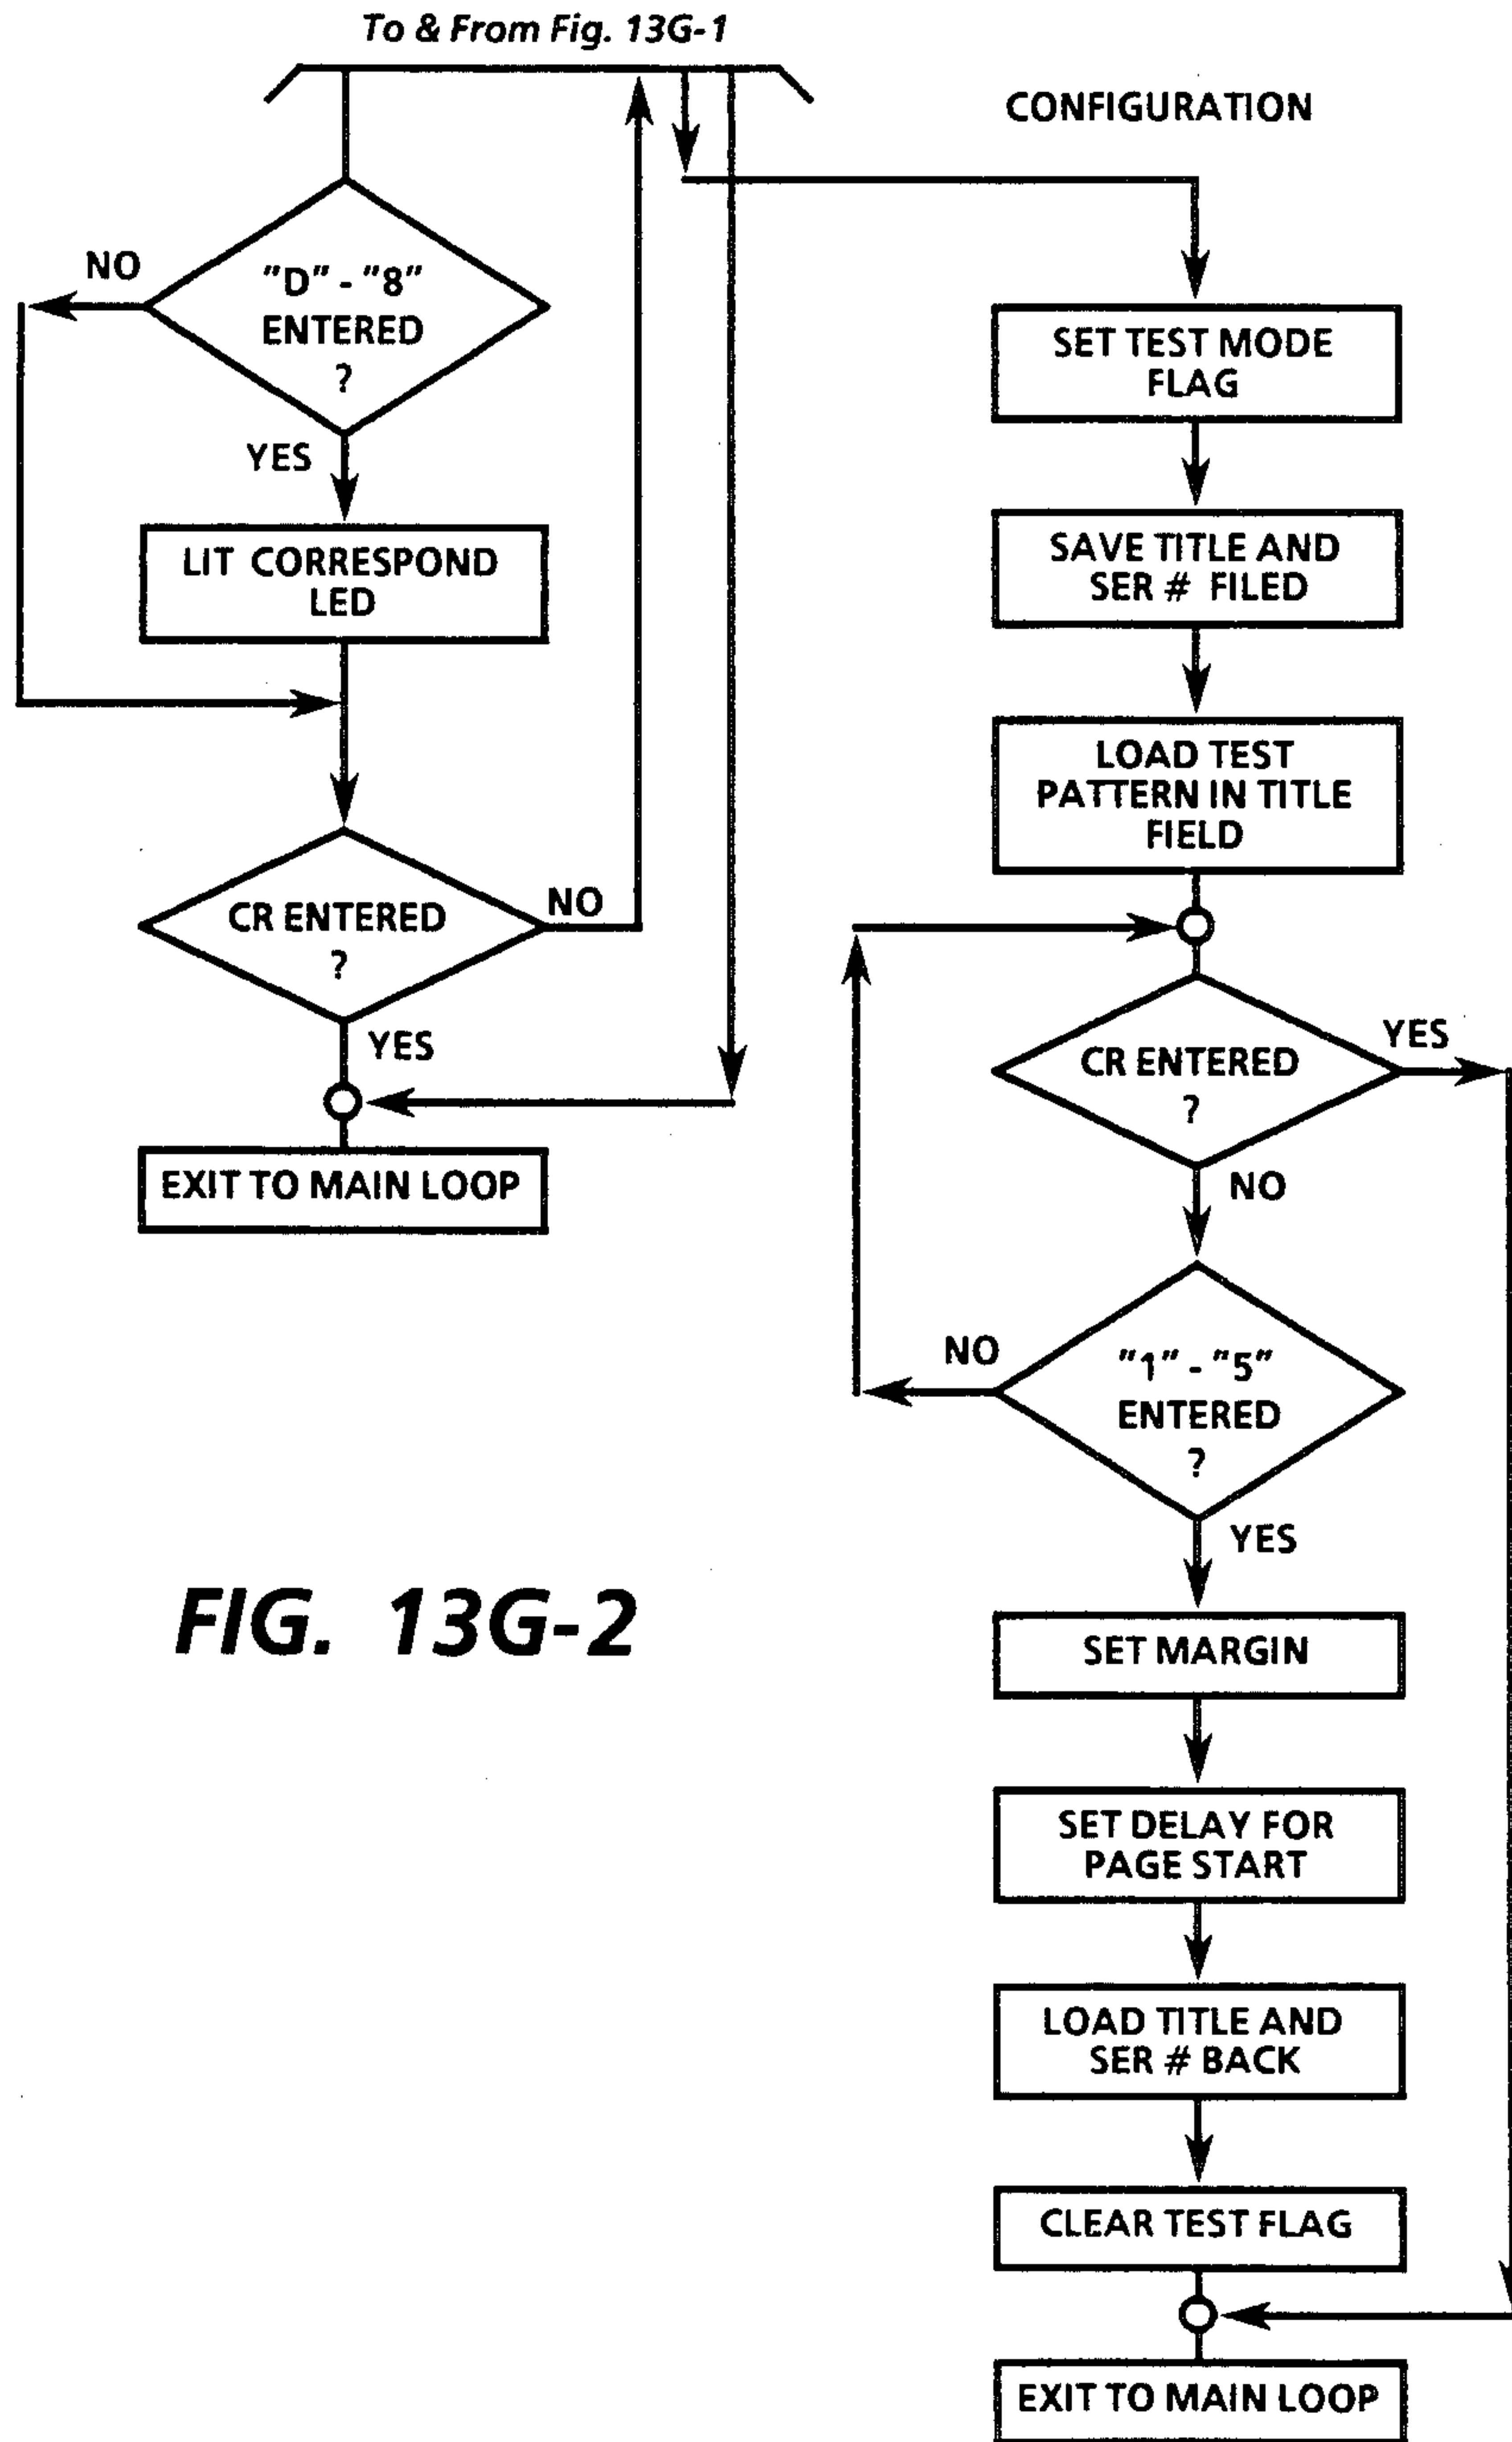 To & From Fig. 13G-1
CONFIGURATION
"D" - "8"
ENTERED
?
NO
YES
LIT CORRESPOND
LED
CR ENTERED
?
NO
YES
EXIT TO MAIN LOOP
SET TEST MODE
FLAG
SAVE TITLE AND
SER # FILED
LOAD TEST
PATTERN IN TITLE
FIELD
CR ENTERED
?
YES
NO
"1" - "5"
ENTERED
?
NO
YES
SET MARGIN
SET DELAY FOR
PAGE START
LOAD TITLE AND
SER # BACK
CLEAR TEST FLAG
EXIT TO MAIN LOOP
FIG. 13G-2